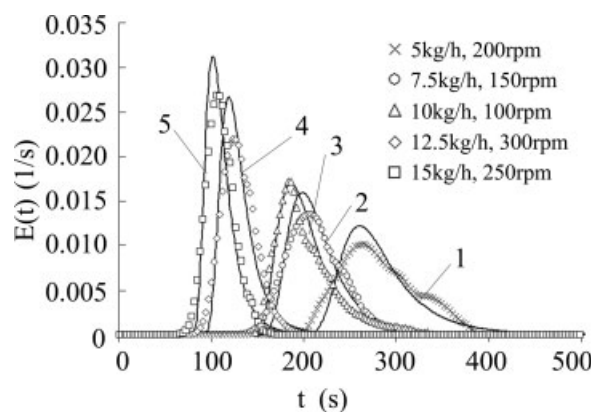 0.035
0.030
0.025
0.020
0.015
0.010
0.005
0
E(t) (1/s)
× 5kg/h, 200rpm
7.5kg/h, 150rpm
10kg/h, 100rpm
12.5kg/h, 300rpm
15kg/h, 250rpm
5
4
3
2
1
0 100 200 300 400 500
t (s)